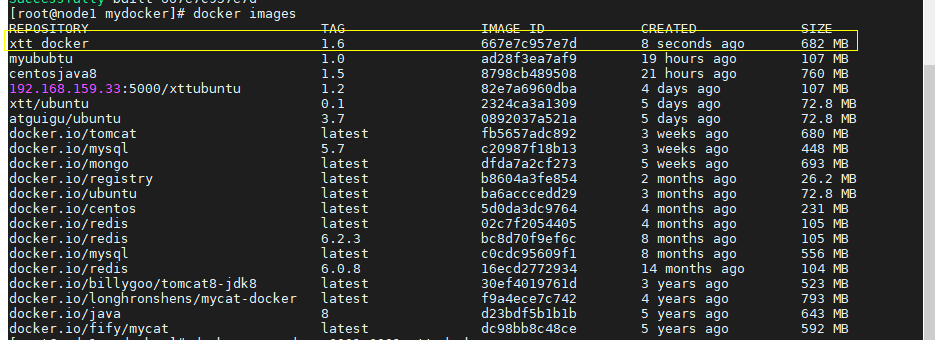 Successfully built 667e7c957e7d
[root@node1 mydocker]# docker images
REPOSITORY TAG IMAGE ID CREATED SIZE
xtt_docker 1.6 667e7c957e7d 8 seconds ago 682 MB
myububtu 1.0 ad28f3ea7af9 19 hours ago 107 MB
centosjava8 1.5 8798cb489508 21 hours ago 760 MB
192.168.159.33:5000/xttubuntu 1.2 82e7a6960dba 4 days ago 107 MB
xtt/ubuntu 0.1 2324ca3a1309 5 days ago 72.8 MB
atguigu/ubuntu 3.7 0892037a521a 5 days ago 72.8 MB
docker.io/tomcat latest fb5657adc892 3 weeks ago 680 MB
docker.io/mysql 5.7 c20987f18b13 3 weeks ago 448 MB
docker.io/mongo latest dfda7a2cf273 5 weeks ago 693 MB
docker.io/registry latest b8604a3fe854 2 months ago 26.2 MB
docker.io/ubuntu latest ba6acccedd29 3 months ago 72.8 MB
docker.io/centos latest 5d0da3dc9764 4 months ago 231 MB
docker.io/redis latest 02c7f2054405 4 months ago 105 MB
docker.io/redis 6.2.3 bc8d70f9ef6c 8 months ago 105 MB
docker.io/mysql latest c0cdc95609f1 8 months ago 556 MB
docker.io/redis 6.0.8 16ecd2772934 14 months ago 104 MB
docker.io/billygoo/tomcat8-jdk8 latest 30ef4019761d 3 years ago 523 MB
docker.io/longhronshens/mycat-docker latest f9a4ece7c742 4 years ago 793 MB
docker.io/java 8 d23bdf5b1b1b 5 years ago 643 MB
docker.io/fify/mycat latest dc98bb8c48ce 5 years ago 592 MB